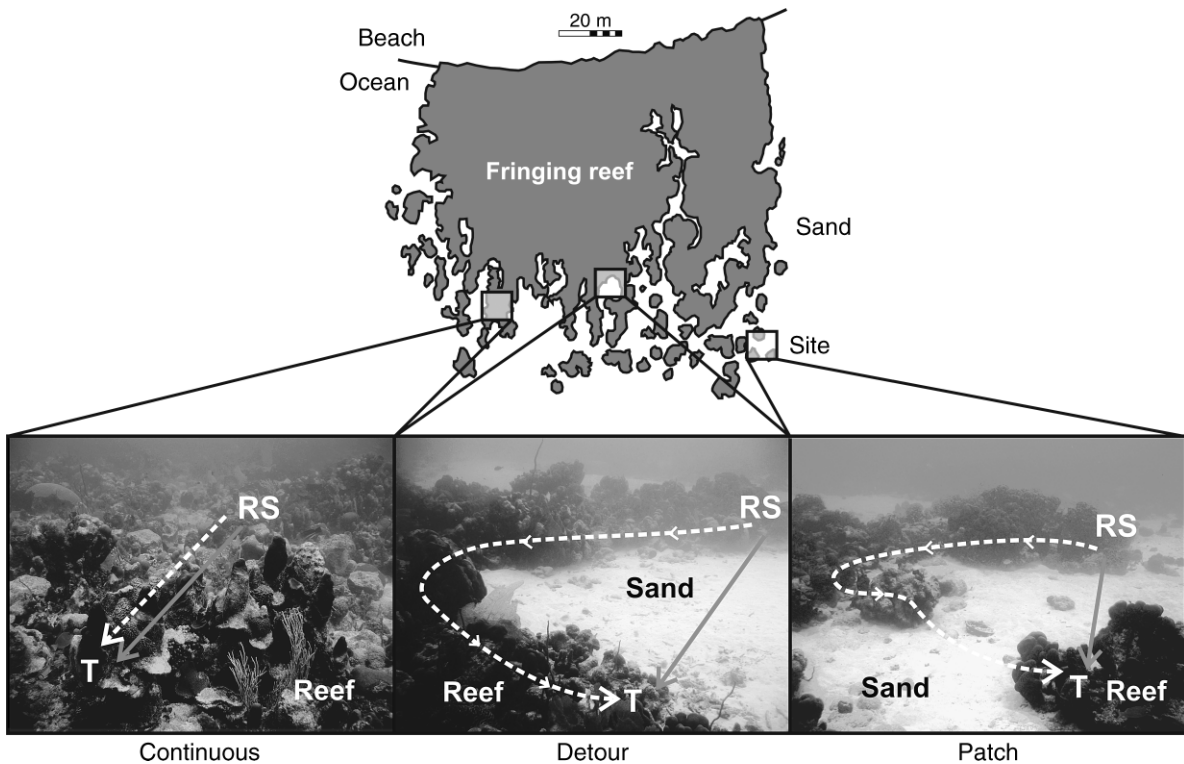 20 m
Beach
Ocean
Fringing reef
Sand
Site
RS
T
Reef
RS
Sand
Reef
T
RS
Sand
T
Reef
Continuous
Detour
Patch